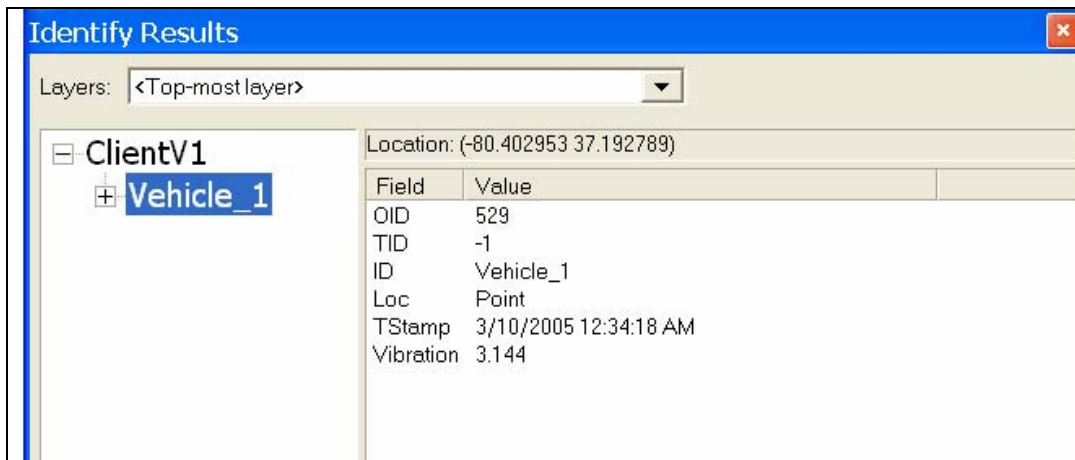 Identify Results
Layers: <Top-most layer>
ClientV1
Vehicle_1
Location: (-80.402953 37.192789)
Field Value
OID 529
TID -1
ID Vehicle_1
Loc Point
TStamp 3/10/2005 12:34:18 AM
Vibration 3.144